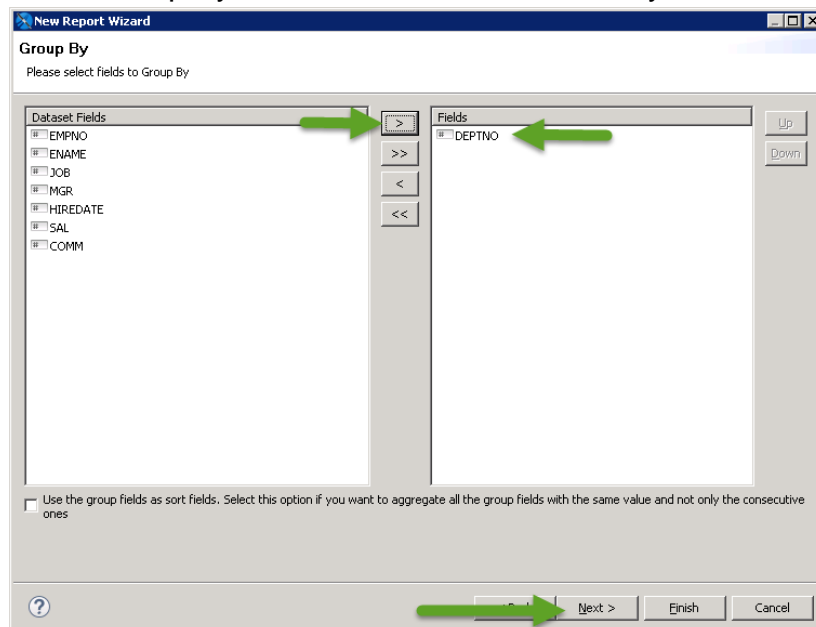 New Report Wizard
Group By
Please select fields to Group By
Dataset Fields
EMPNO
ENAME
JOB
MGR
HIREDATE
SAL
COMM
>
>>
<
<<
Fields
DEPTNO
Up
Down
Use the group fields as sort fields. Select this option if you want to aggregate all the group fields with the same value and not only the consecutive
ones
?
Next >
Finish
Cancel